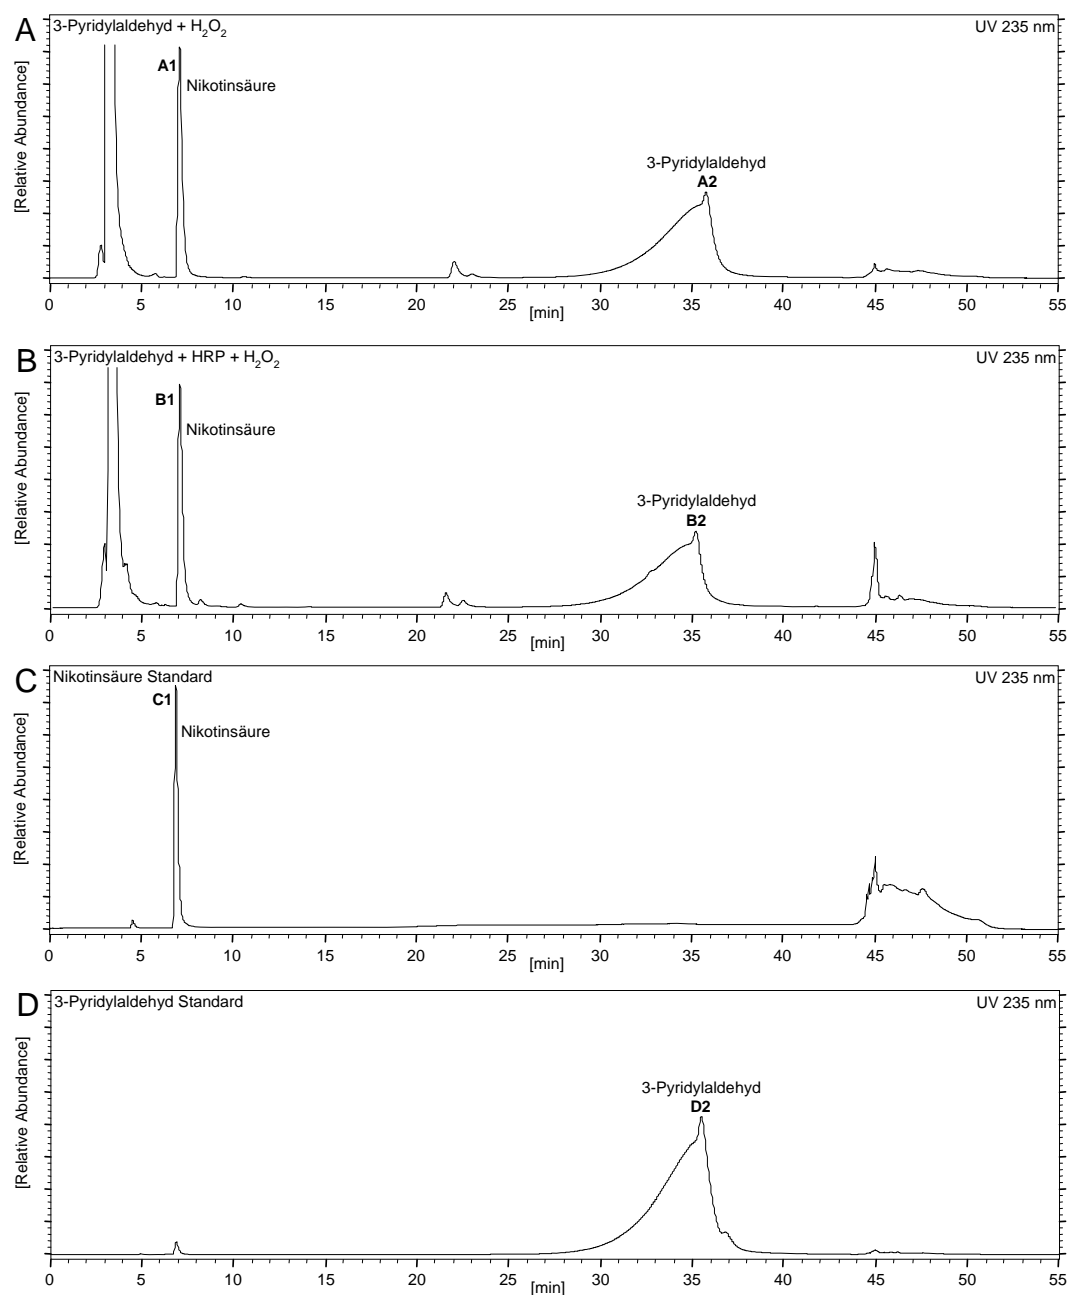 A
3-Pyridylaldehyd + H₂O₂
UV 235 nm
A1
Nikotinsäure
3-Pyridylaldehyd
A2
[Relative Abundance]
0 5 10 15 20 25 30 35 40 45 50 55
[min]
B
3-Pyridylaldehyd + HRP + H₂O₂
UV 235 nm
B1
Nikotinsäure
3-Pyridylaldehyd
B2
[Relative Abundance]
0 5 10 15 20 25 30 35 40 45 50 55
[min]
C
Nikotinsäure Standard
UV 235 nm
C1
Nikotinsäure
[Relative Abundance]
0 5 10 15 20 25 30 35 40 45 50 55
[min]
D
3-Pyridylaldehyd Standard
UV 235 nm
3-Pyridylaldehyd
D2
[Relative Abundance]
0 5 10 15 20 25 30 35 40 45 50 55
[min]